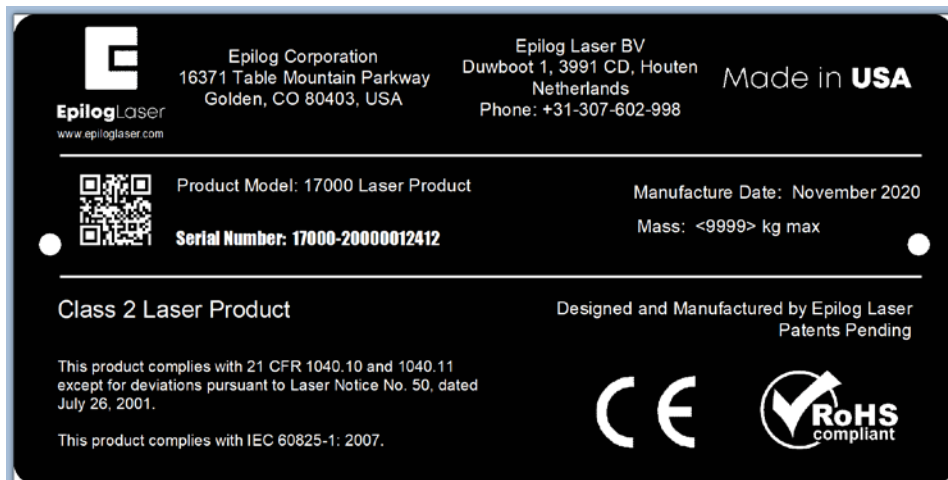 EpilogLaser
www.epiloglaser.com
Epilog Corporation
16371 Table Mountain Parkway
Golden, CO 80403, USA
Epilog Laser BV
Duwboot 1, 3991 CD, Houten
Netherlands
Phone: +31-307-602-998
Made in USA
Product Model: 17000 Laser Product
Serial Number: 17000-20000012412
Manufacture Date: November 2020
Mass: <9999> kg max
Class 2 Laser Product
This product complies with 21 CFR 1040.10 and 1040.11
except for deviations pursuant to Laser Notice No. 50, dated
July 26, 2001.
This product complies with IEC 60825-1: 2007.
Designed and Manufactured by Epilog Laser
Patents Pending
CE
RoHS
compliant